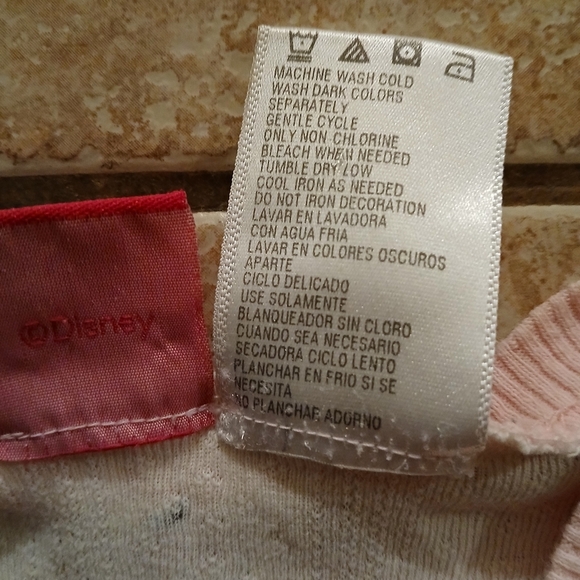 MACHINE WASH COLD
WASH DARK COLORS
SEPARATELY
GENTLE CYCLE
ONLY NON-CHLORINE
BLEACH WHEN NEEDED
TUMBLE DRY LOW
COOL IRON AS NEEDED
DO NOT IRON DECORATION
LAVAR EN LAVADORA
CON AGUA FRIA
LAVAR EN COLORES OSCUROS
APARTE
CICLO DELICADO
USE SOLAMENTE
BLANQUEADOR SIN CLORO
CUANDO SEA NECESARIO
SECADORA CICLO LENTO
PLANCHAR EN FRIO SI SE
NECESITA
NO PLANCHAR ADORNO
©Disney